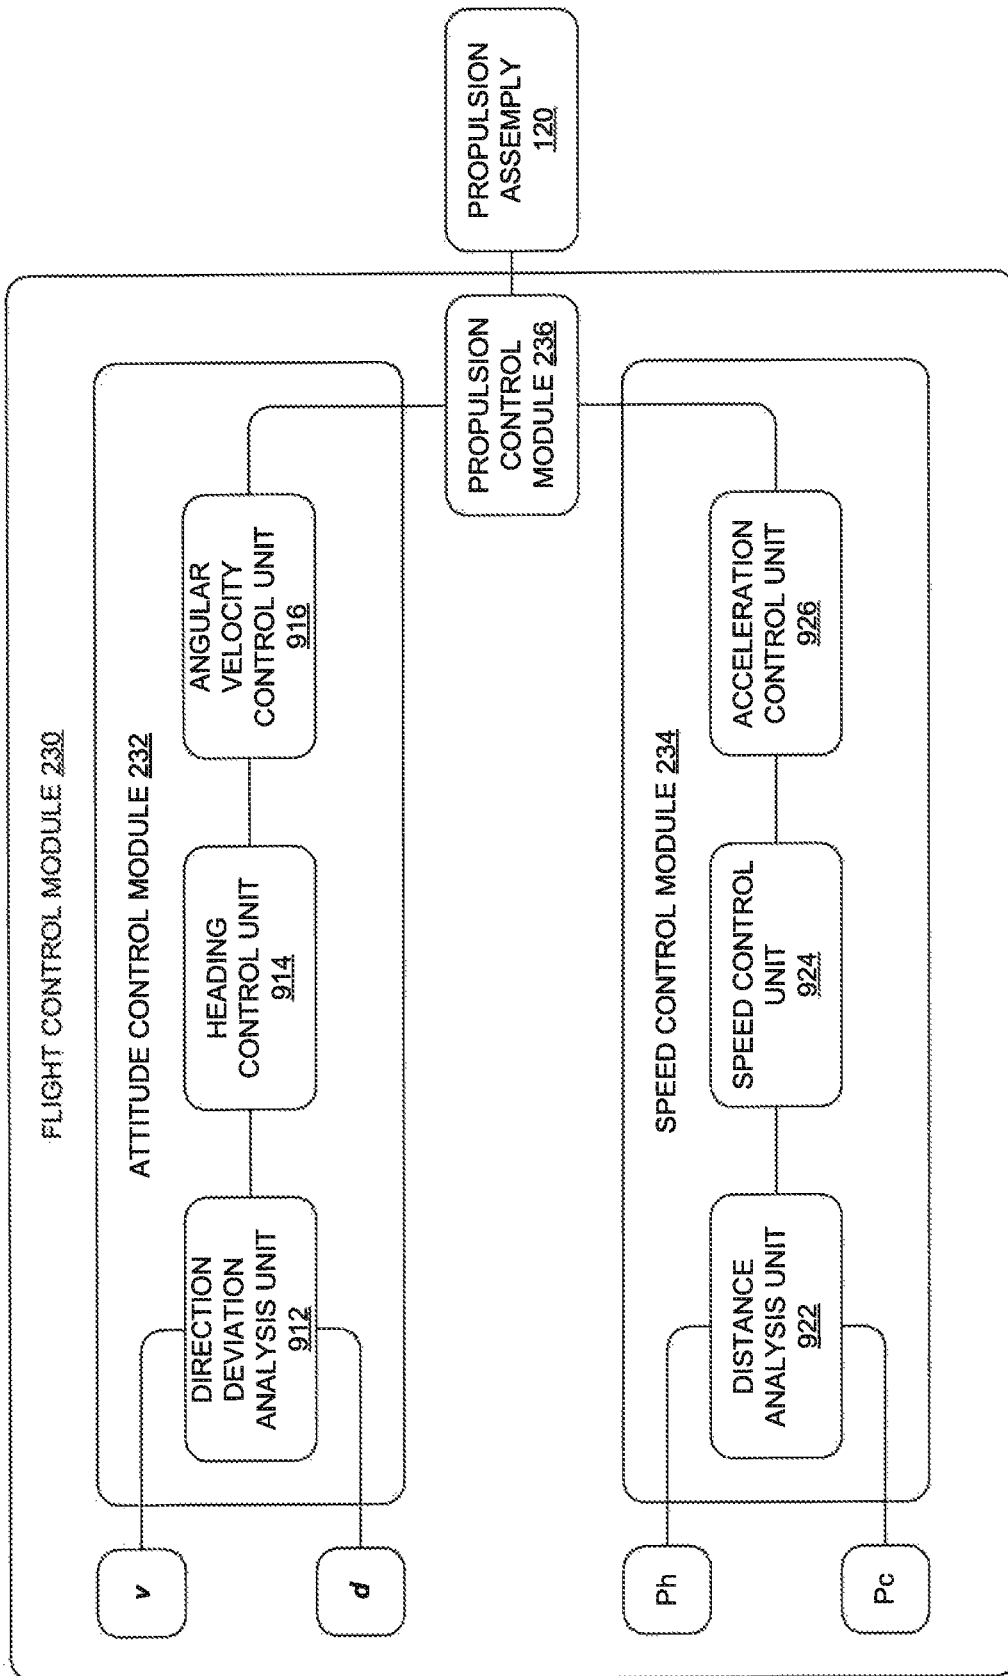 FLIGHT CONTROL MODULE 230
ATTITUDE CONTROL MODULE 232
v
d
DIRECTION
DEVIATION
ANALYSIS UNIT
912
HEADING
CONTROL UNIT
914
ANGULAR
VELOCITY
CONTROL UNIT
916
PROPULSION
CONTROL
MODULE 236
PROPULSION
ASSEMPLY
120
SPEED CONTROL MODULE 234
Ph
Pc
DISTANCE
ANALYSIS UNIT
922
SPEED CONTROL
UNIT
924
ACCELERATION
CONTROL UNIT
926